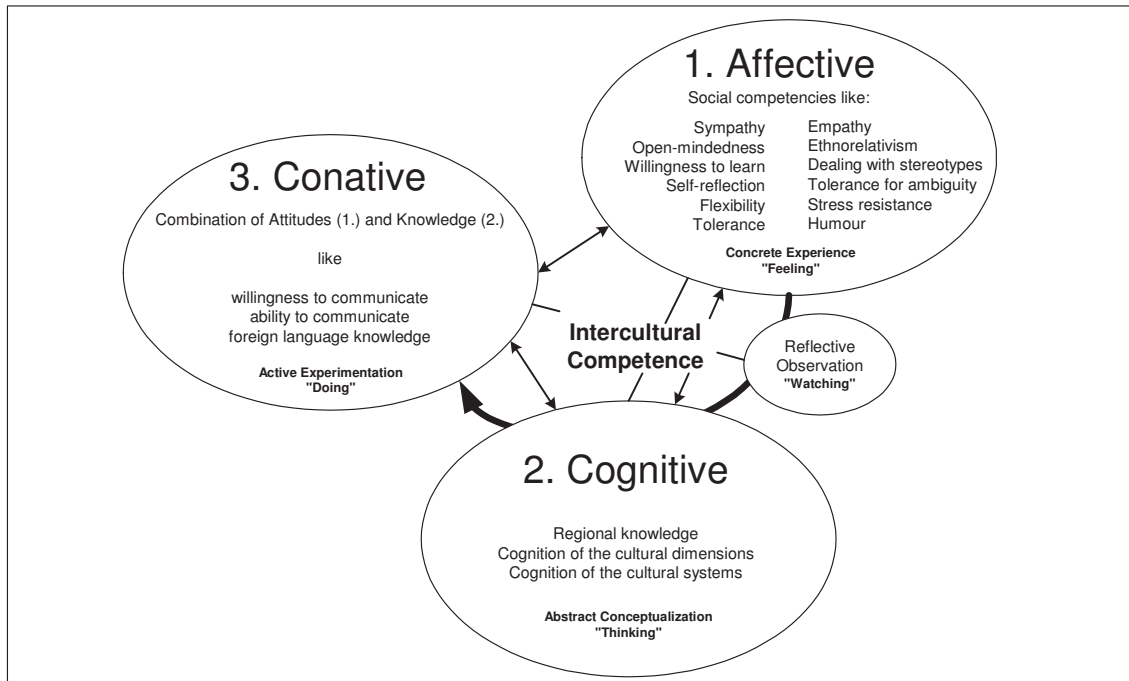 1. Affective
Social competencies like:
Sympathy
Open-mindedness
Willingness to learn
Self-reflection
Flexibility
Tolerance
Empathy
Ethnorelativism
Dealing with stereotypes
Tolerance for ambiguity
Stress resistance
Humour
Concrete Experience
"Feeling"
3. Conative
Combination of Attitudes (1.) and Knowledge (2.)
like
willingness to communicate
ability to communicate
foreign language knowledge
Active Experimentation
"Doing"
Intercultural
Competence
Reflective
Observation
"Watching"
2. Cognitive
Regional knowledge
Cognition of the cultural dimensions
Cognition of the cultural systems
Abstract Conceptualization
"Thinking"